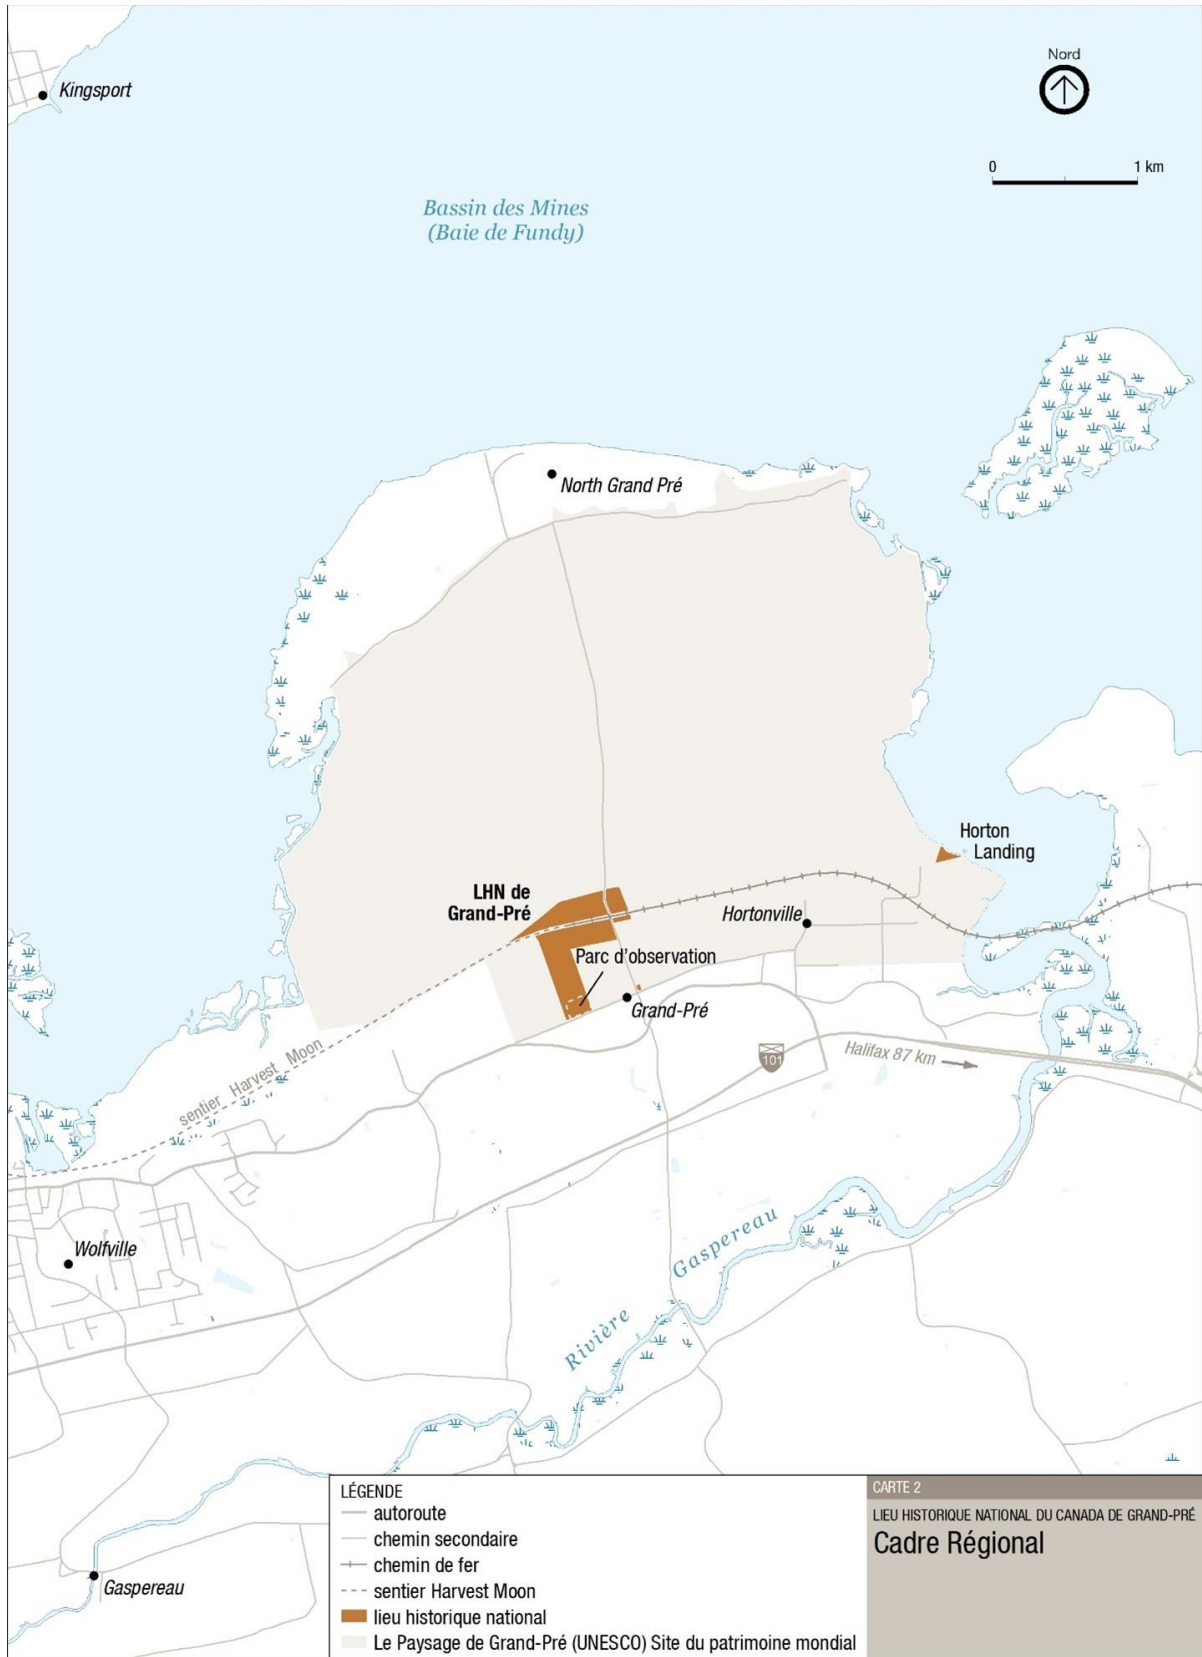 Nord
Kingsport
0 1 km
Bassin des Mines
(Baie de Fundy)
North Grand Pré
Horton
Landing
LHN de
Grand-Pré
Hortonville
Parc d'observation
Grand-Pré
101
Halifax 87 km
sentier Harvest Moon
Wolfville
Rivière Gaspereau
Gaspereau
LÉGENDE
autoroute
chemin secondaire
chemin de fer
sentier Harvest Moon
lieu historique national
Le Paysage de Grand-Pré (UNESCO) Site du patrimoine mondial
CARTE 2
LIEU HISTORIQUE NATIONAL DU CANADA DE GRAND-PRÉ
Cadre Régional